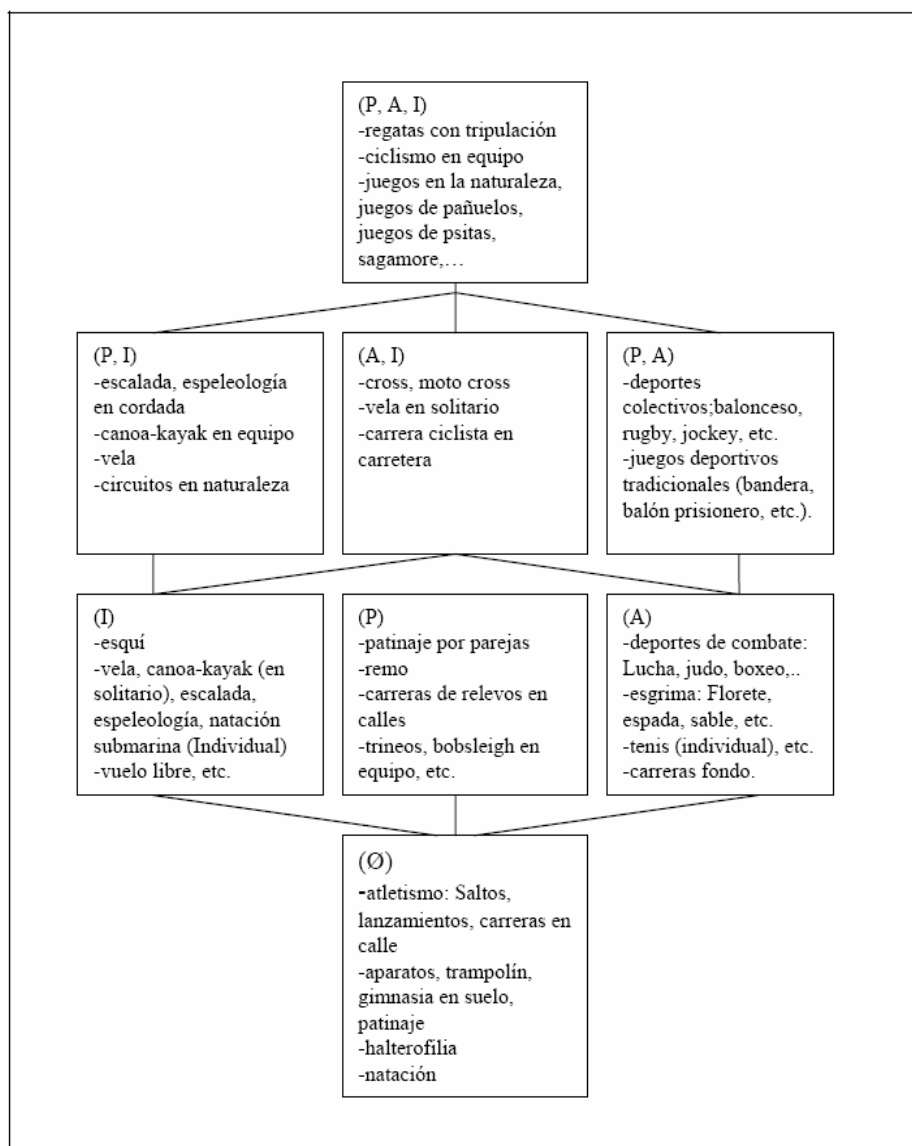 (P, A, I)
-regatas con tripulación
-ciclismo en equipo
-juegos en la naturaleza,
juegos de pañuelos,
juegos de psitas,
sagamore,…
(P, I)
-escalada, espeleología
en cordada
-canoa-kayak en equipo
-vela
-circuitos en naturaleza
(A, I)
-cross, moto cross
-vela en solitario
-carrera ciclista en
carretera
(P, A)
-deportes
colectivos;balonceso,
rugby, jockey, etc.
-juegos deportivos
tradicionales (bandera,
balón prisionero, etc.).
(I)
-esquí
-vela, canoa-kayak (en
solitario), escalada,
espeleología, natación
submarina (Individual)
-vuelo libre, etc.
(P)
-patinaje por parejas
-remo
-carreras de relevos en
calles
-trineos, bobsleigh en
equipo, etc.
(A)
-deportes de combate:
Lucha, judo, boxeo,..
-esgrima: Florete,
espada, sable, etc.
-tenis (individual), etc.
-carreras fondo.
(Ø)
-atletismo: Saltos,
lanzamientos, carreras en
calle
-aparatos, trampolín,
gimnasia en suelo,
patinaje
-halterofilia
-natación